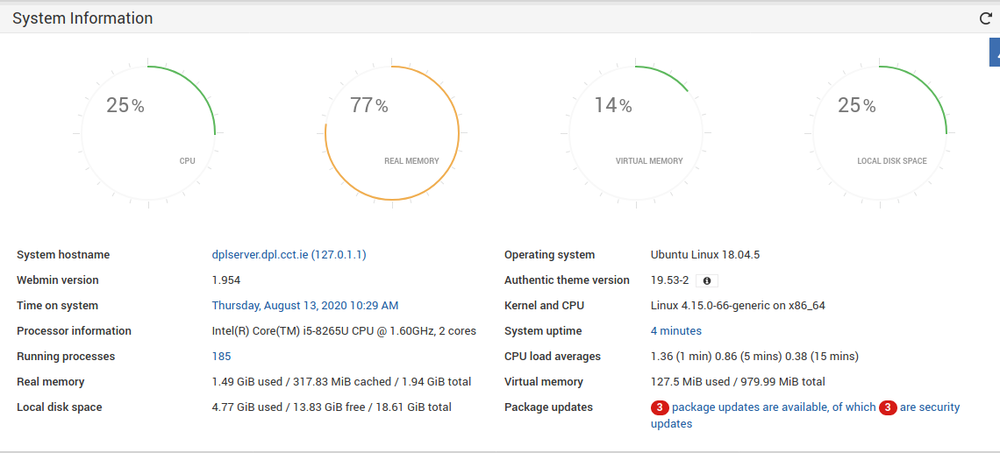 System Information
25%
CPU
77%
REAL MEMORY
14%
VIRTUAL MEMORY
25%
LOCAL DISK SPACE
System hostname dplserver.dpl.cct.ie (127.0.1.1) Operating system Ubuntu Linux 18.04.5
Webmin version 1.954 Authentic theme version 19.53-2
Time on system Thursday, August 13, 2020 10:29 AM Kernel and CPU Linux 4.15.0-66-generic on x86_64
Processor information Intel(R) Core(TM) i5-8265U CPU @ 1.60GHz, 2 cores System uptime 4 minutes
Running processes 185 CPU load averages 1.36 (1 min) 0.86 (5 mins) 0.38 (15 mins)
Real memory 1.49 GiB used / 317.83 MiB cached / 1.94 GiB total Virtual memory 127.5 MiB used / 979.99 MiB total
Local disk space 4.77 GiB used / 13.83 GiB free / 18.61 GiB total Package updates 3 package updates are available, of which 3 are security
updates